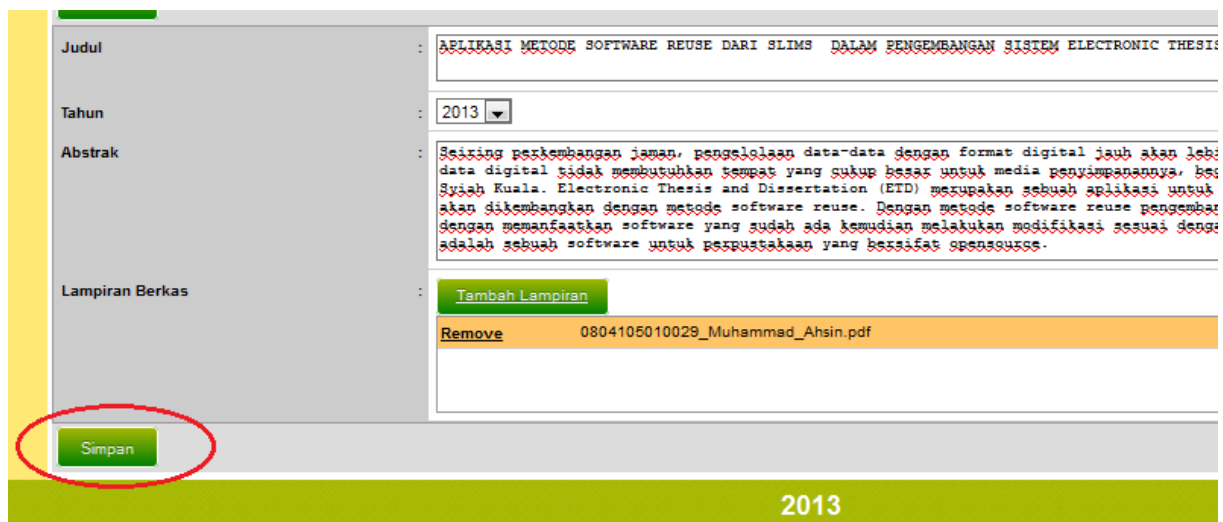 Judul : APLIKASI METODE SOFTWARE REUSE DARI SLIMS DALAM PENGEMBANGAN SISTEM ELECTRONIC THESIS
Tahun : 2013
Abstrak : Seiring perkembangan jaman, pengelolaan data-data dengan format digital jauh akan lebi
data digital tidak membutuhkan tempat yang cukup besar untuk media penyimpanannya, beg
Syiah Kuala. Electronic Thesis and Dissertation (ETD) merupakan sebuah aplikasi untuk
akan dikembangkan dengan metode software reuse. Dengan metode software reuse pengemban
dengan memanfaatkan software yang sudah ada kemudian melakukan modifikasi sesuai denga
adalah sebuah software untuk perpustakaan yang bersifat opensource.
Lampiran Berkas : Tambah Lampiran
Remove 0804105010029_Muhammad_Ahsin.pdf
Simpan
2013